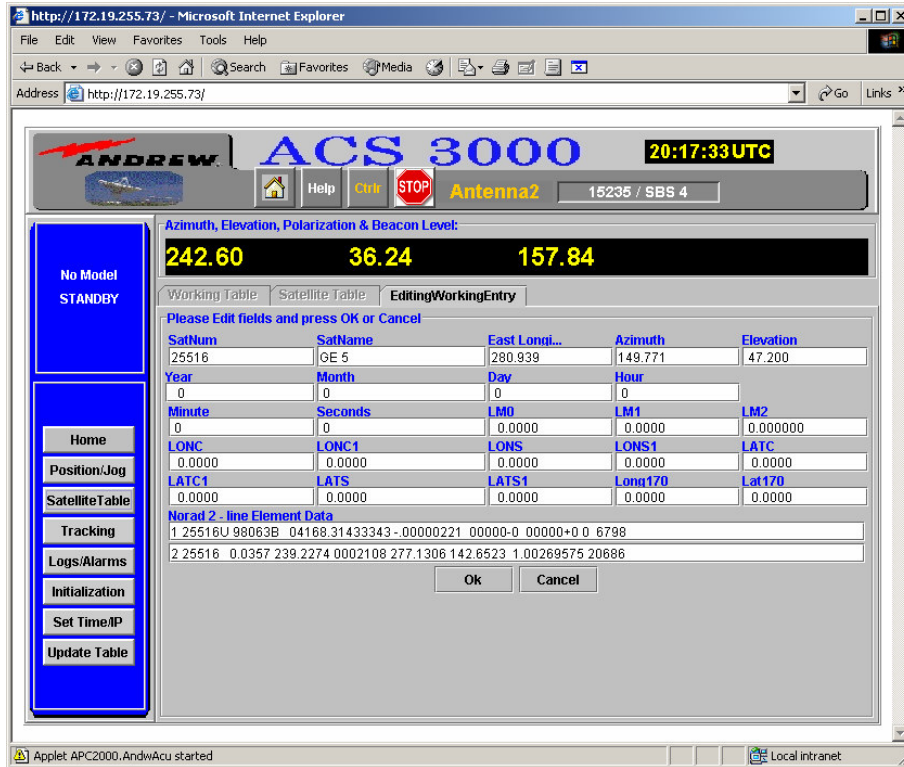 http://172.19.255.73/ - Microsoft Internet Explorer
File Edit View Favorites Tools Help
Back Search Favorites Media
Address http://172.19.255.73/ Go Links »
ANDREW. ACS 3000 20:17:33 UTC
Help Ctrlr STOP Antenna2 15235 / SBS 4
Azimuth, Elevation, Polarization & Beacon Level:
242.60 36.24 157.84
No Model
STANDBY
Working Table Satellite Table EditingWorkingEntry
Please Edit fields and press OK or Cancel
SatNum SatName East Longi... Azimuth Elevation
25516 GE 5 280.939 149.771 47.200
Year Month Day Hour
0 0 0 0
Minute Seconds LM0 LM1 LM2
0 0 0.0000 0.0000 0.000000
LONC LONC1 LONS LONS1 LATC
0.0000 0.0000 0.0000 0.0000 0.0000
LATC1 LATS LATS1 Long170 Lat170
0.0000 0.0000 0.0000 0.0000 0.0000
Norad 2 - line Element Data
1 25516U 98063B 04168.31433343 -.00000221 00000-0 00000+0 0 6798
2 25516 0.0357 239.2274 0002108 277.1306 142.6523 1.00269575 20686
Ok Cancel
Home
Position/Jog
SatelliteTable
Tracking
Logs/Alarms
Initialization
Set Time/IP
Update Table
Applet APC2000.AndwAcu started Local intranet